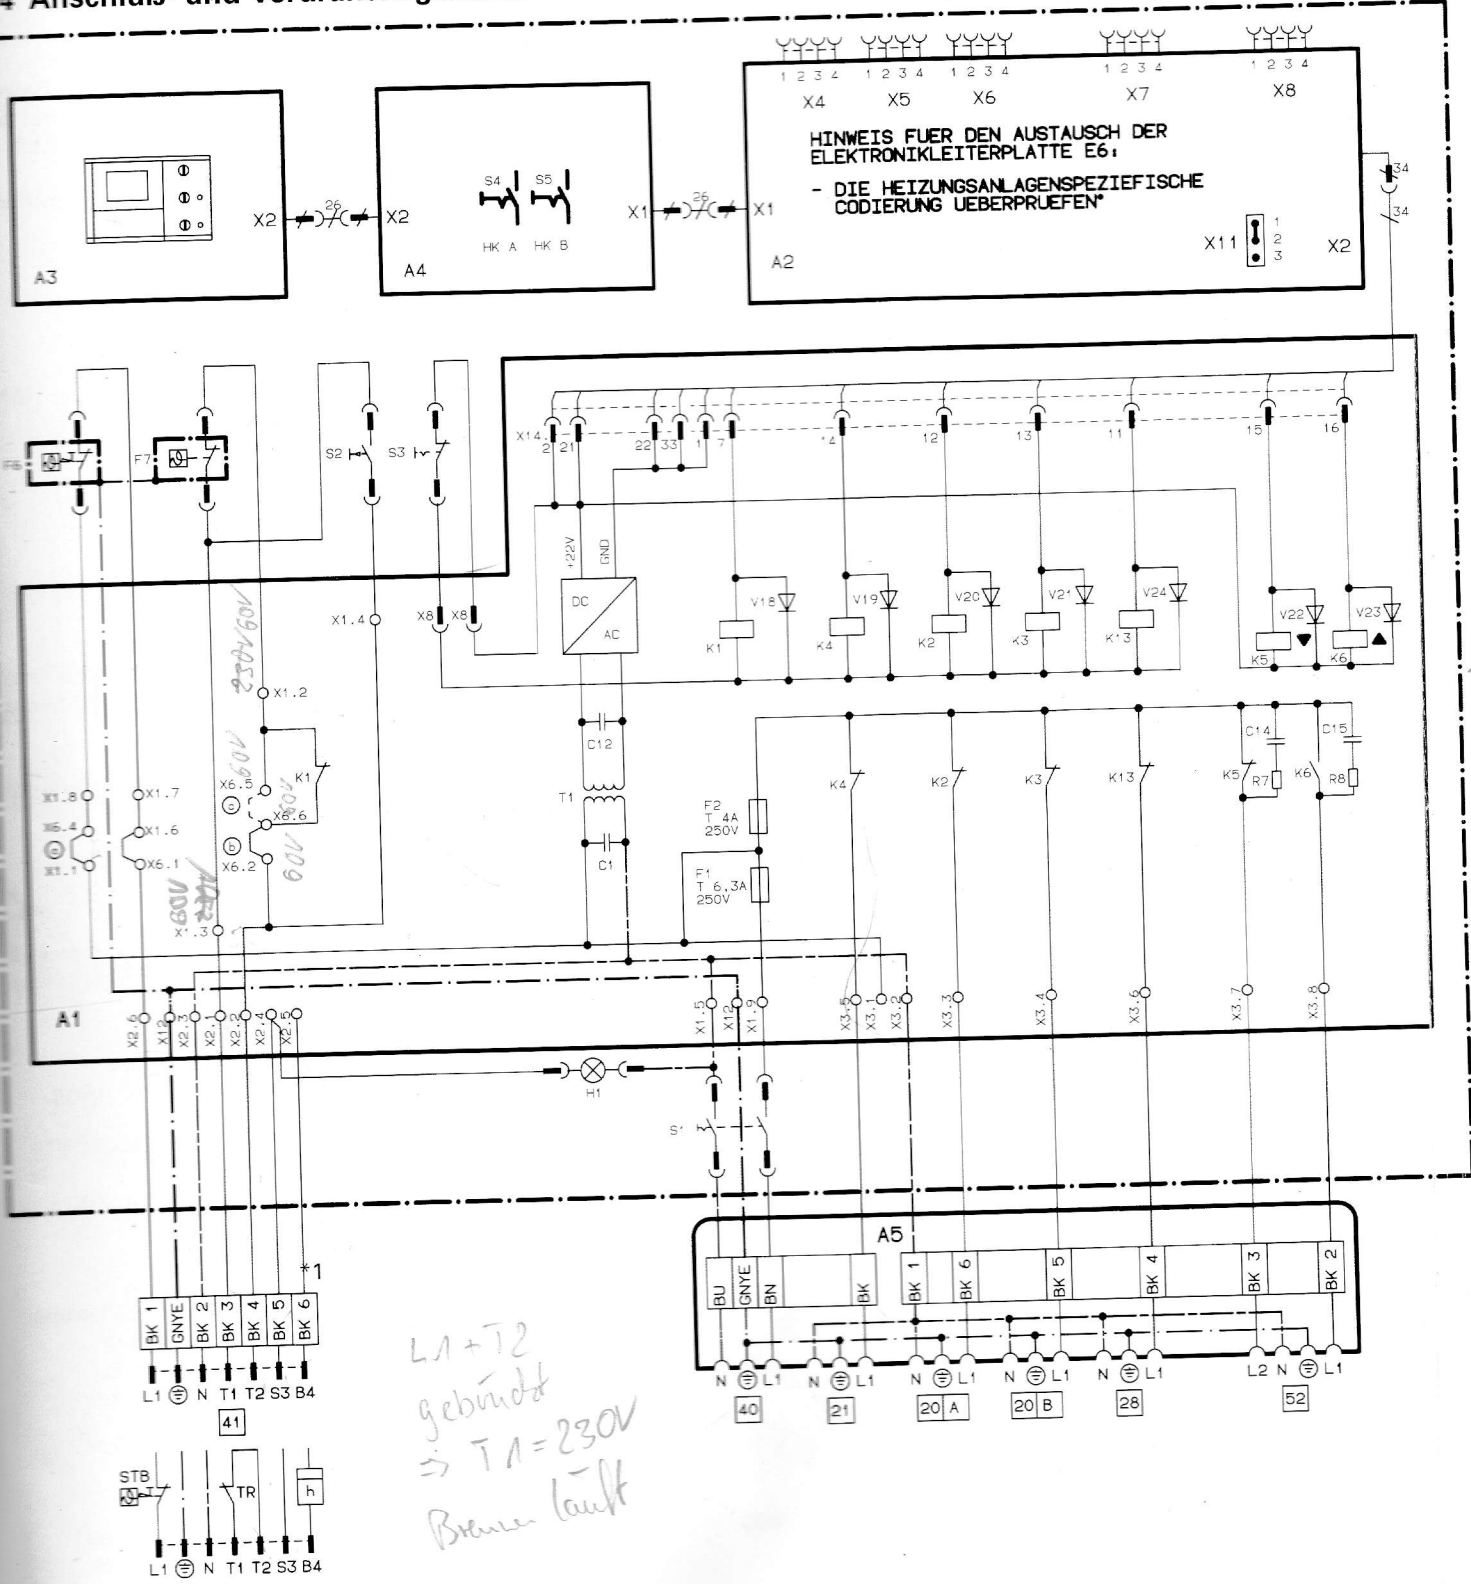 4 Anschluß- und Verdrahtung
1 2 3 4
X4
1 2 3 4
X5
1 2 3 4
X6
1 2 3 4
X7
1 2 3 4
X8
HINWEIS FUER DEN AUSTAUSCH DER
ELEKTRONIKLEITERPLATTE E6:
- DIE HEIZUNGSANLAGENSPEZIEFISCHE
CODIERUNG UEBERPRUEFEN"
X11
1
2
3
X2
A2
X1
34
34
A3
X2
26
X2
S4 S5
HK A HK B
A4
X1
26
F6
F7
S2
S3
X14.
2 21 22 33 1 7 14 12 13 11 15 16
+22V
GND
DC
AC
X1.4
X8 X8
V18 V19 V20 V21 V24 V22 V23
K1 K4 K2 K3 K13 K5 K6
X1.2
K1
X6.5
c
X6.6
b
X6.2
X1.8
X1.7
X6.4
X1.6
a
X1.1
X6.1
109
109
109
X1.3
C12
T1
C1
F2
T 4A
250V
F1
T 6,3A
250V
K4 K2 K3 K13 K5 C14 R7 K6 C15 R8
A1
X2.6 X12 X2.3 X2.1 X2.2 X2.4 X2.5
X1.5 X12 X1.9 X3.5 X3.1 X3.2 X3.3 X3.4 X3.6 X3.7 X3.8
H1
S1
*1
BK 1 GNYE BK 2 BK 3 BK 4 BK 5 BK 6
L1 N T1 T2 S3 B4
41
A5
BU GNYE BN BK BK 1 BK 6 BK 5 BK 4 BK 3 BK 2
N L1 N L1 N L1 N L1 N L1 L2 N L1
40 21 20 A 20 B 28 52
STB
TR
h
L1 N T1 T2 S3 B4
L1+T2
gebrückt
⇒ T1=230V
Brenner läuft